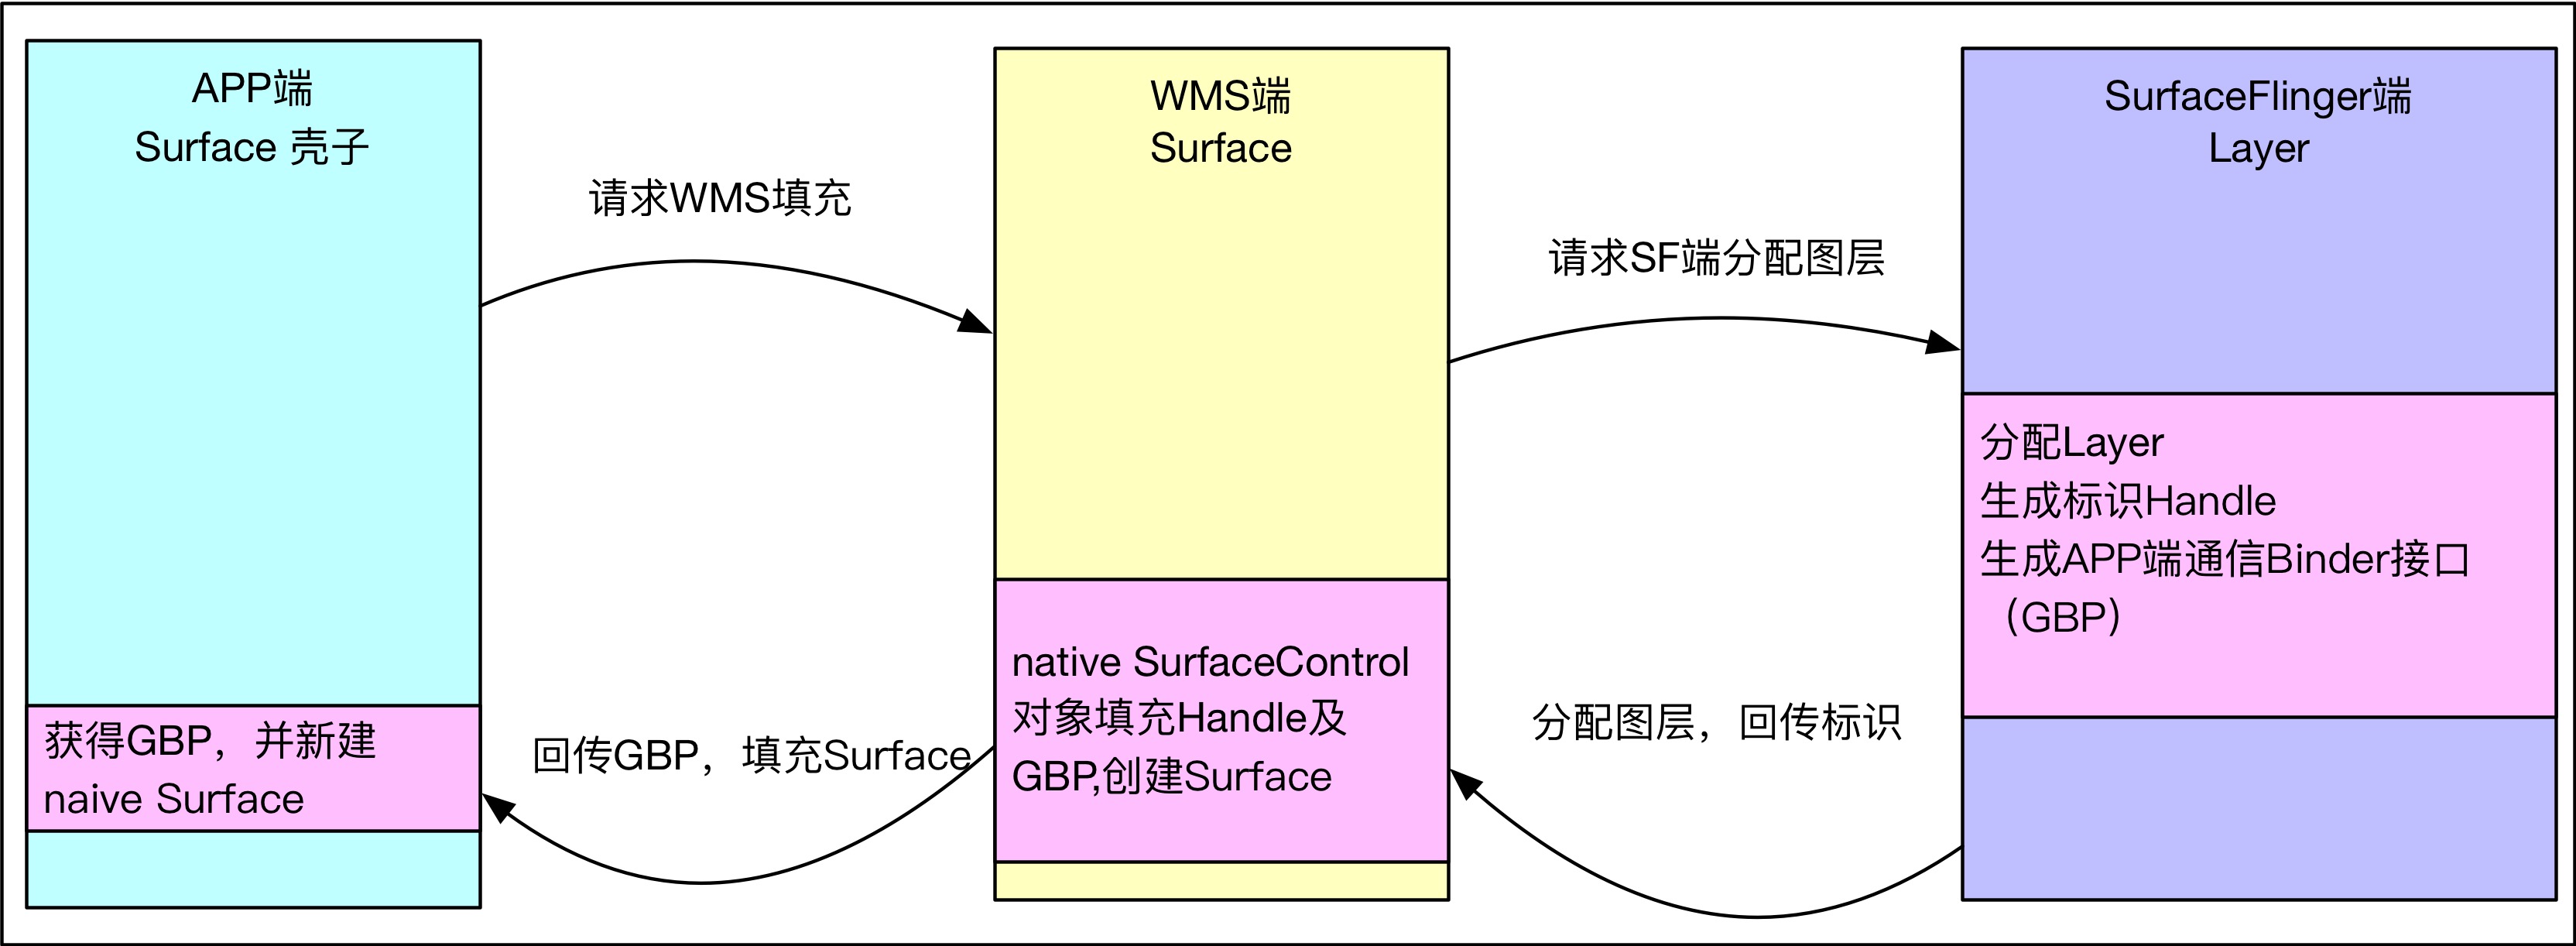 APP端
Surface 壳子
请求WMS填充
获得GBP，并新建
naive Surface
回传GBP，填充Surface
WMS端
Surface
native SurfaceControl
对象填充Handle及
GBP,创建Surface
请求SF端分配图层
分配图层，回传标识
SurfaceFlinger端
Layer
分配Layer
生成标识Handle
生成APP端通信Binder接口
（GBP）